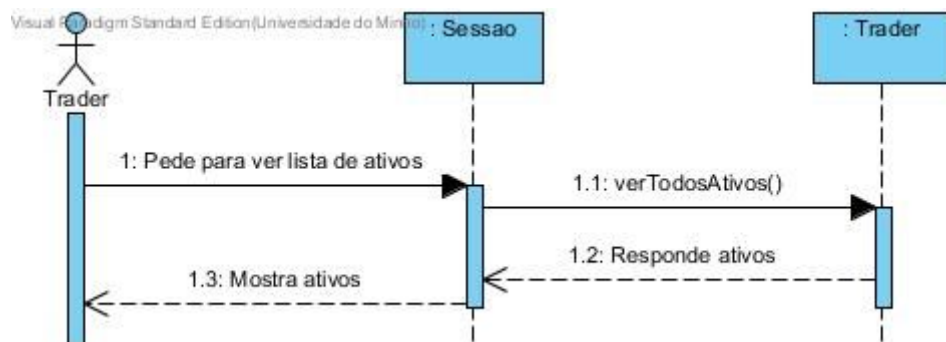 Visual Paradigm Standard Edition(Universidade do Minho)
: Sessao
: Trader
Trader
1: Pede para ver lista de ativos
1.1: verTodosAtivos()
1.2: Responde ativos
1.3: Mostra ativos